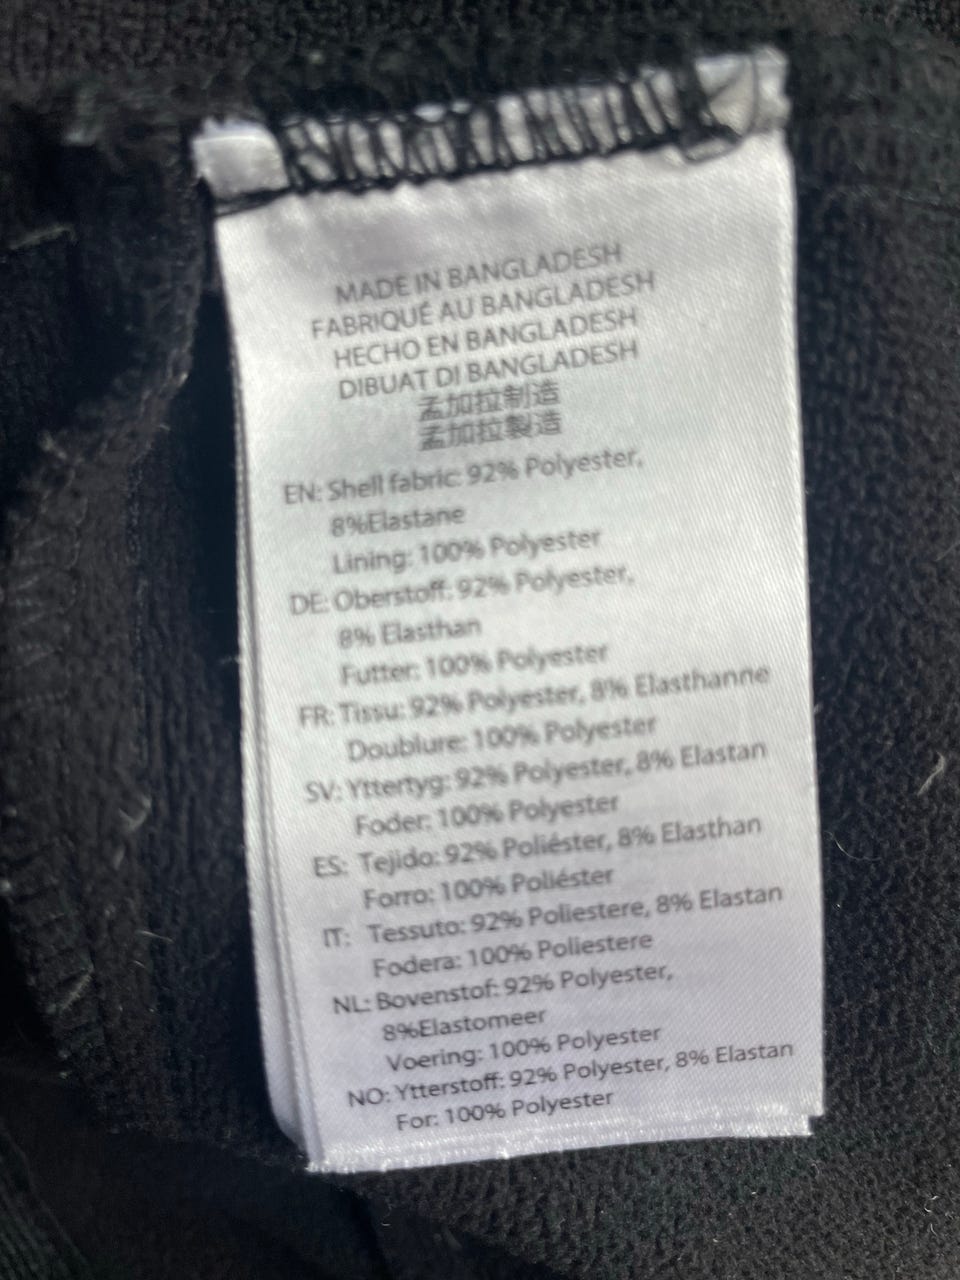 MADE IN BANGLADESH
FABRIQUÉ AU BANGLADESH
HECHO EN BANGLADESH
DIBUAT DI BANGLADESH
孟加拉制造
孟加拉製造
EN: Shell fabric: 92% Polyester,
8%Elastane
Lining: 100% Polyester
DE: Oberstoff: 92% Polyester,
8% Elasthan
Futter: 100% Polyester
FR: Tissu: 92% Polyester, 8% Elasthanne
Doublure: 100% Polyester
SV: Yttertyg: 92% Polyester, 8% Elastan
Foder: 100% Polyester
ES: Tejido: 92% Poliéster, 8% Elasthan
Forro: 100% Poliéster
IT: Tessuto: 92% Poliestere, 8% Elastan
Fodera: 100% Poliestere
NL: Bovenstof: 92% Polyester,
8%Elastomeer
Voering: 100% Polyester
NO: Ytterstoff: 92% Polyester, 8% Elastan
For: 100% Polyester